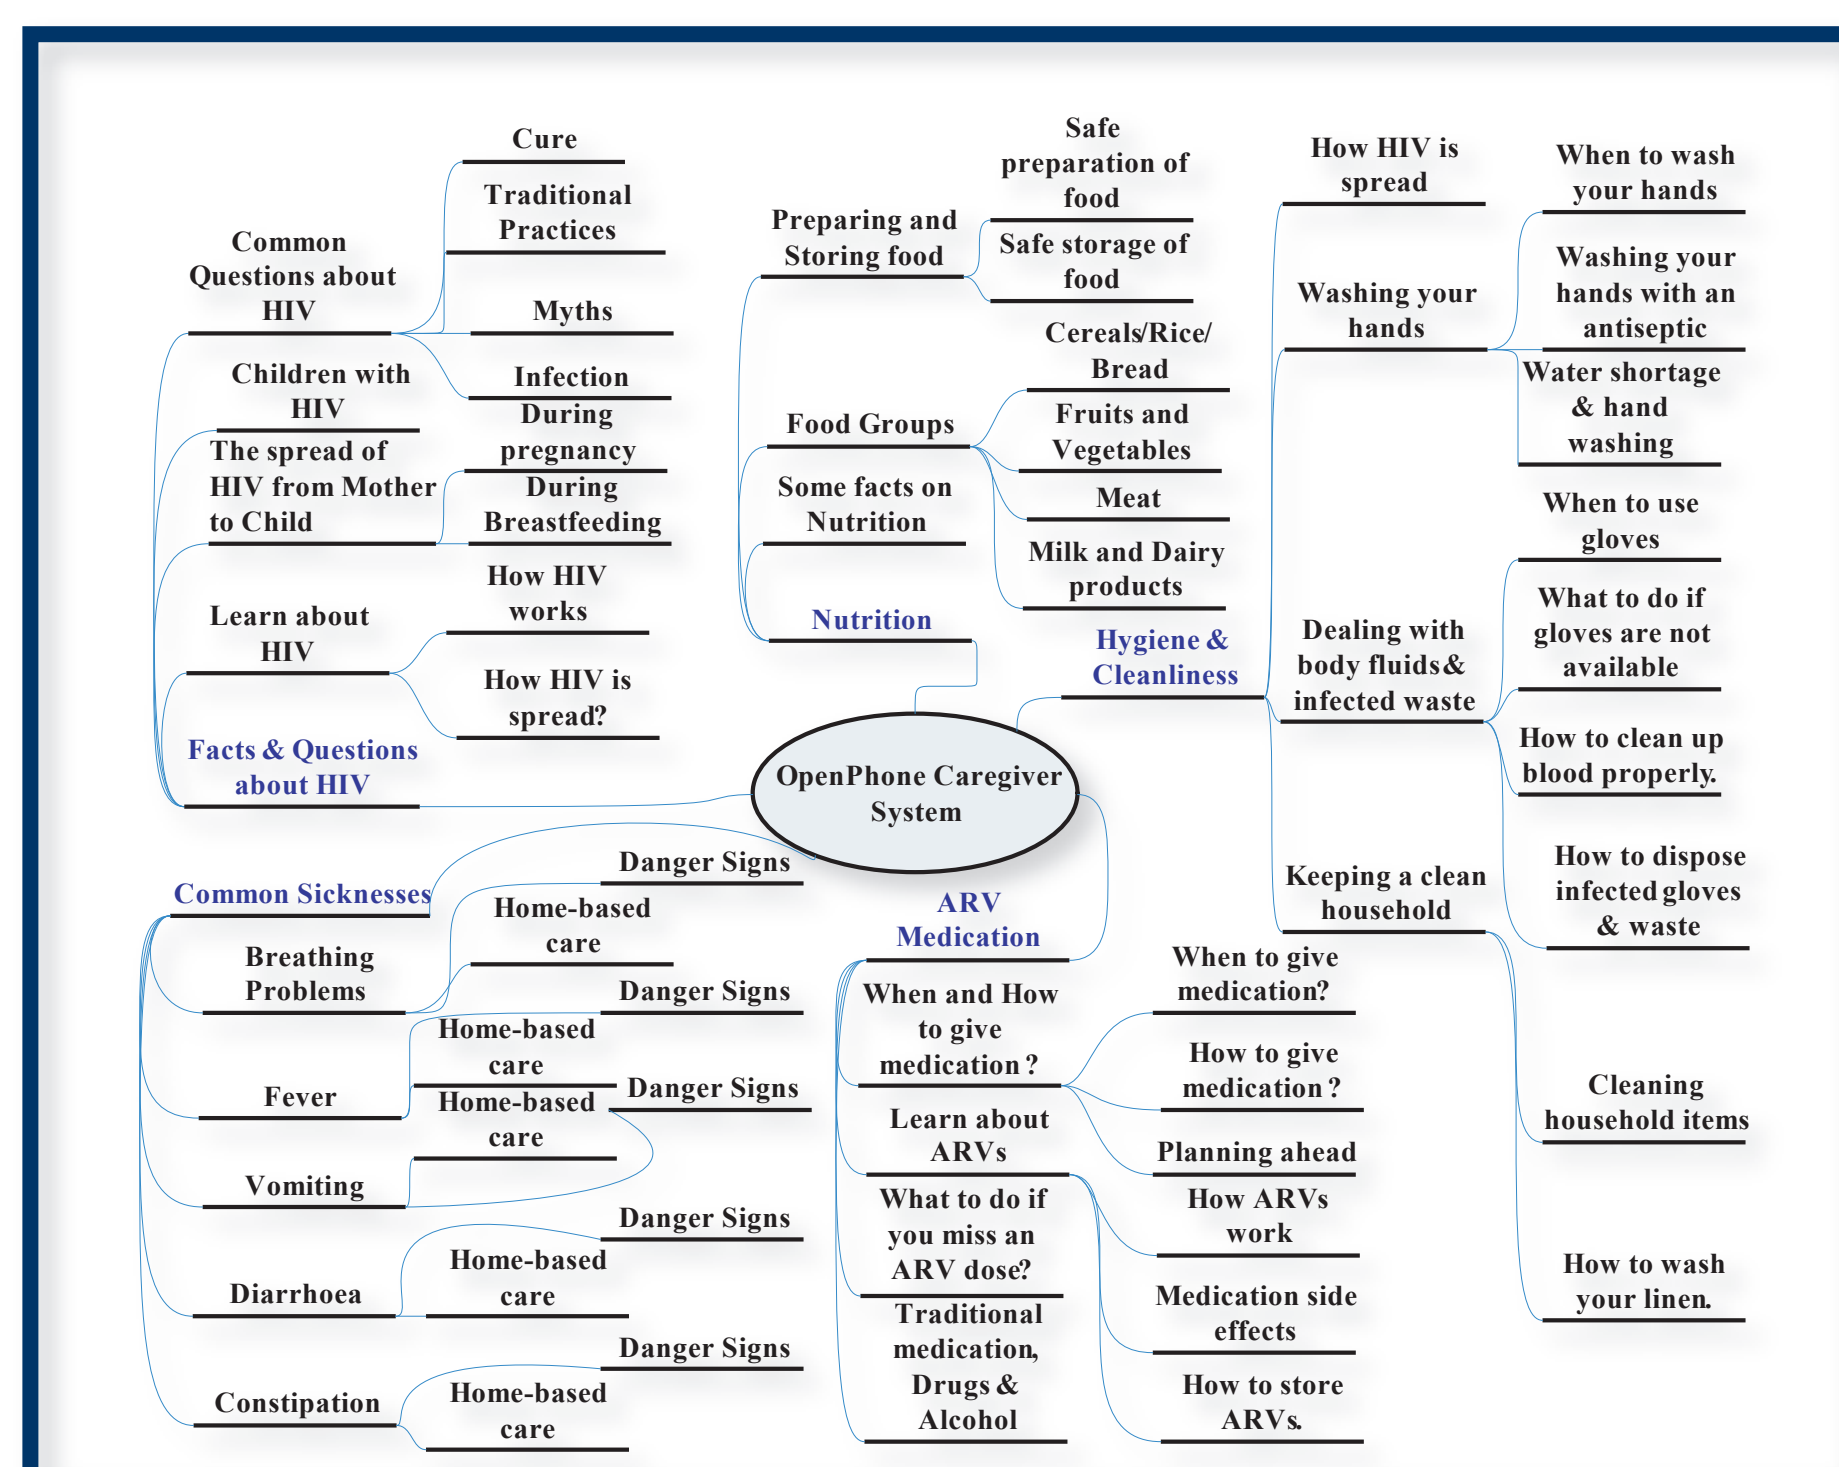 Cure
Traditional
Practices
Common
Questions about
HIV
Myths
Infection
Children with
HIV
The spread of
HIV from Mother
to Child
During
pregnancy
During
Breastfeeding
Learn about
HIV
How HIV
works
How HIV is
spread?
Facts & Questions
about HIV
Preparing and
Storing food
Safe
preparation of
food
Safe storage of
food
Food Groups
Cereals/Rice/
Bread
Fruits and
Vegetables
Meat
Milk and Dairy
products
Some facts on
Nutrition
Nutrition
Hygiene &
Cleanliness
How HIV is
spread
Washing your
hands
When to wash
your hands
Washing your
hands with an
antiseptic
Water shortage
& hand
washing
Dealing with
body fluids&
infected waste
When to use
gloves
What to do if
gloves are not
available
How to clean up
blood properly.
How to dispose
infected gloves
& waste
Keeping a clean
household
Cleaning
household items
How to wash
your linen.
OpenPhone Caregiver
System
Common Sicknesses
Breathing
Problems
Danger Signs
Home-based
care
Fever
Danger Signs
Home-based
care
Vomiting
Home-based
care
Danger Signs
Diarrhoea
Danger Signs
Home-based
care
Constipation
Danger Signs
Home-based
care
ARV
Medication
When and How
to give
medication ?
When to give
medication?
How to give
medication ?
Planning ahead
Learn about
ARVs
How ARVs
work
Medication side
effects
How to store
ARVs.
What to do if
you miss an
ARV dose?
Traditional
medication,
Drugs &
Alcohol